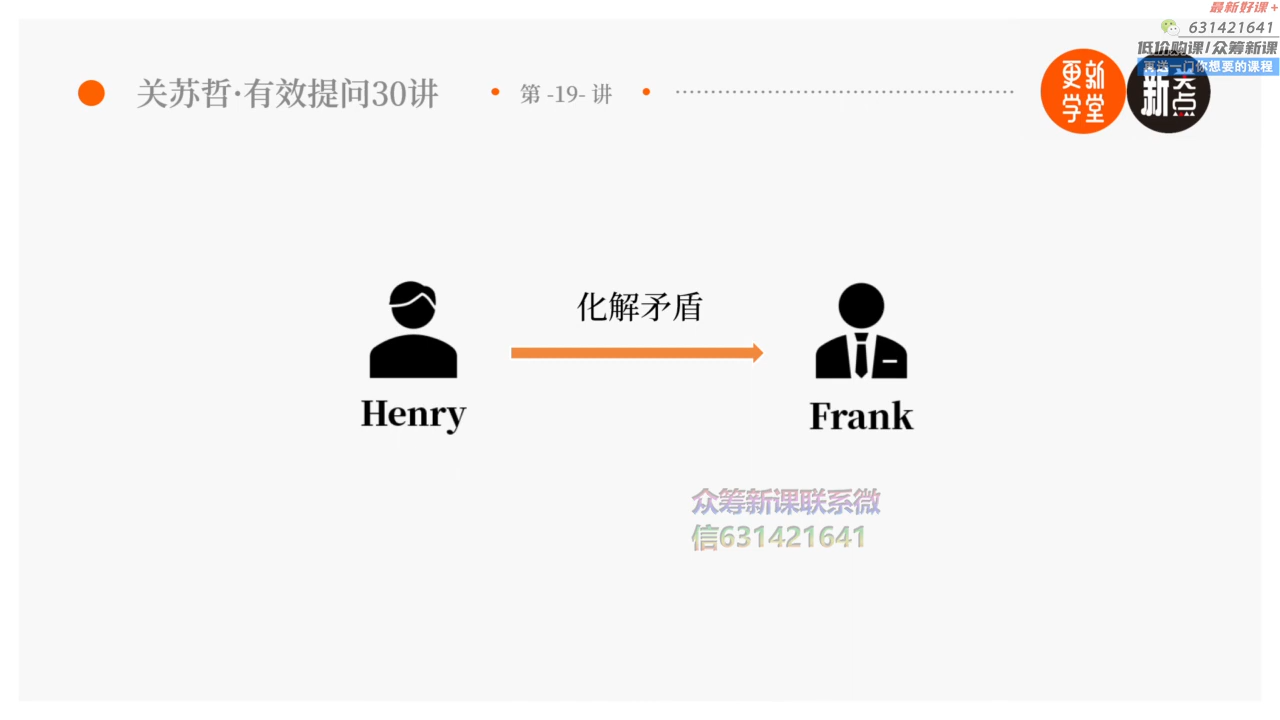 最新好课+
631421641
低价购课/众筹新课
再送一门你想要的课程
关苏哲·有效提问30讲
第 -19- 讲
更新
学堂
新
点
化解矛盾
Henry
Frank
众筹新课联系微
信631421641